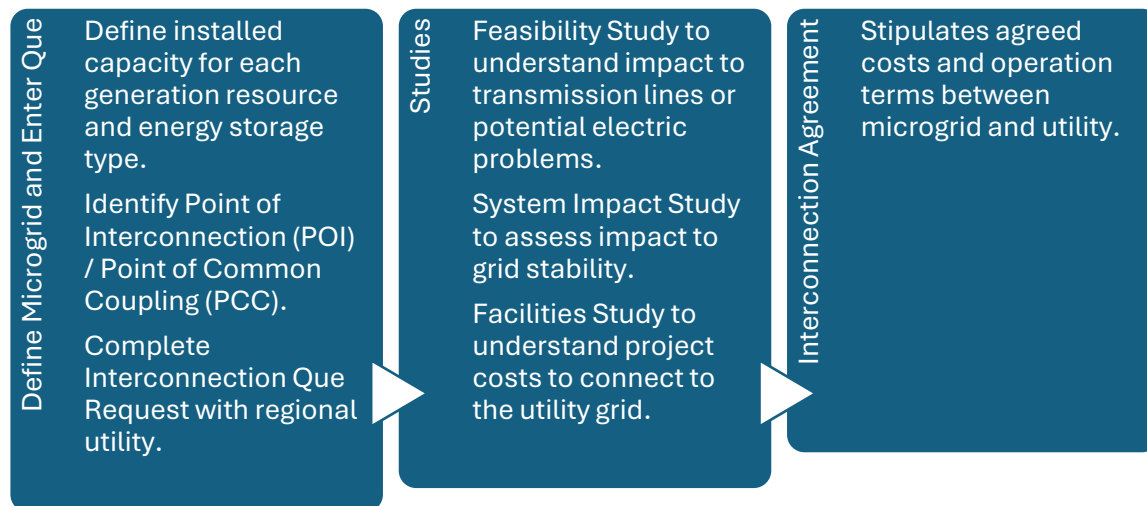 Define Microgrid and Enter Que
Define installed
capacity for each
generation resource
and energy storage
type.
Identify Point of
Interconnection (POI)
/ Point of Common
Coupling (PCC).
Complete
Interconnection Que
Request with regional
utility.
Studies
Feasibility Study to
understand impact to
transmission lines or
potential electric
problems.
System Impact Study
to assess impact to
grid stability.
Facilities Study to
understand project
costs to connect to
the utility grid.
Interconnection Agreement
Stipulates agreed
costs and operation
terms between
microgrid and utility.